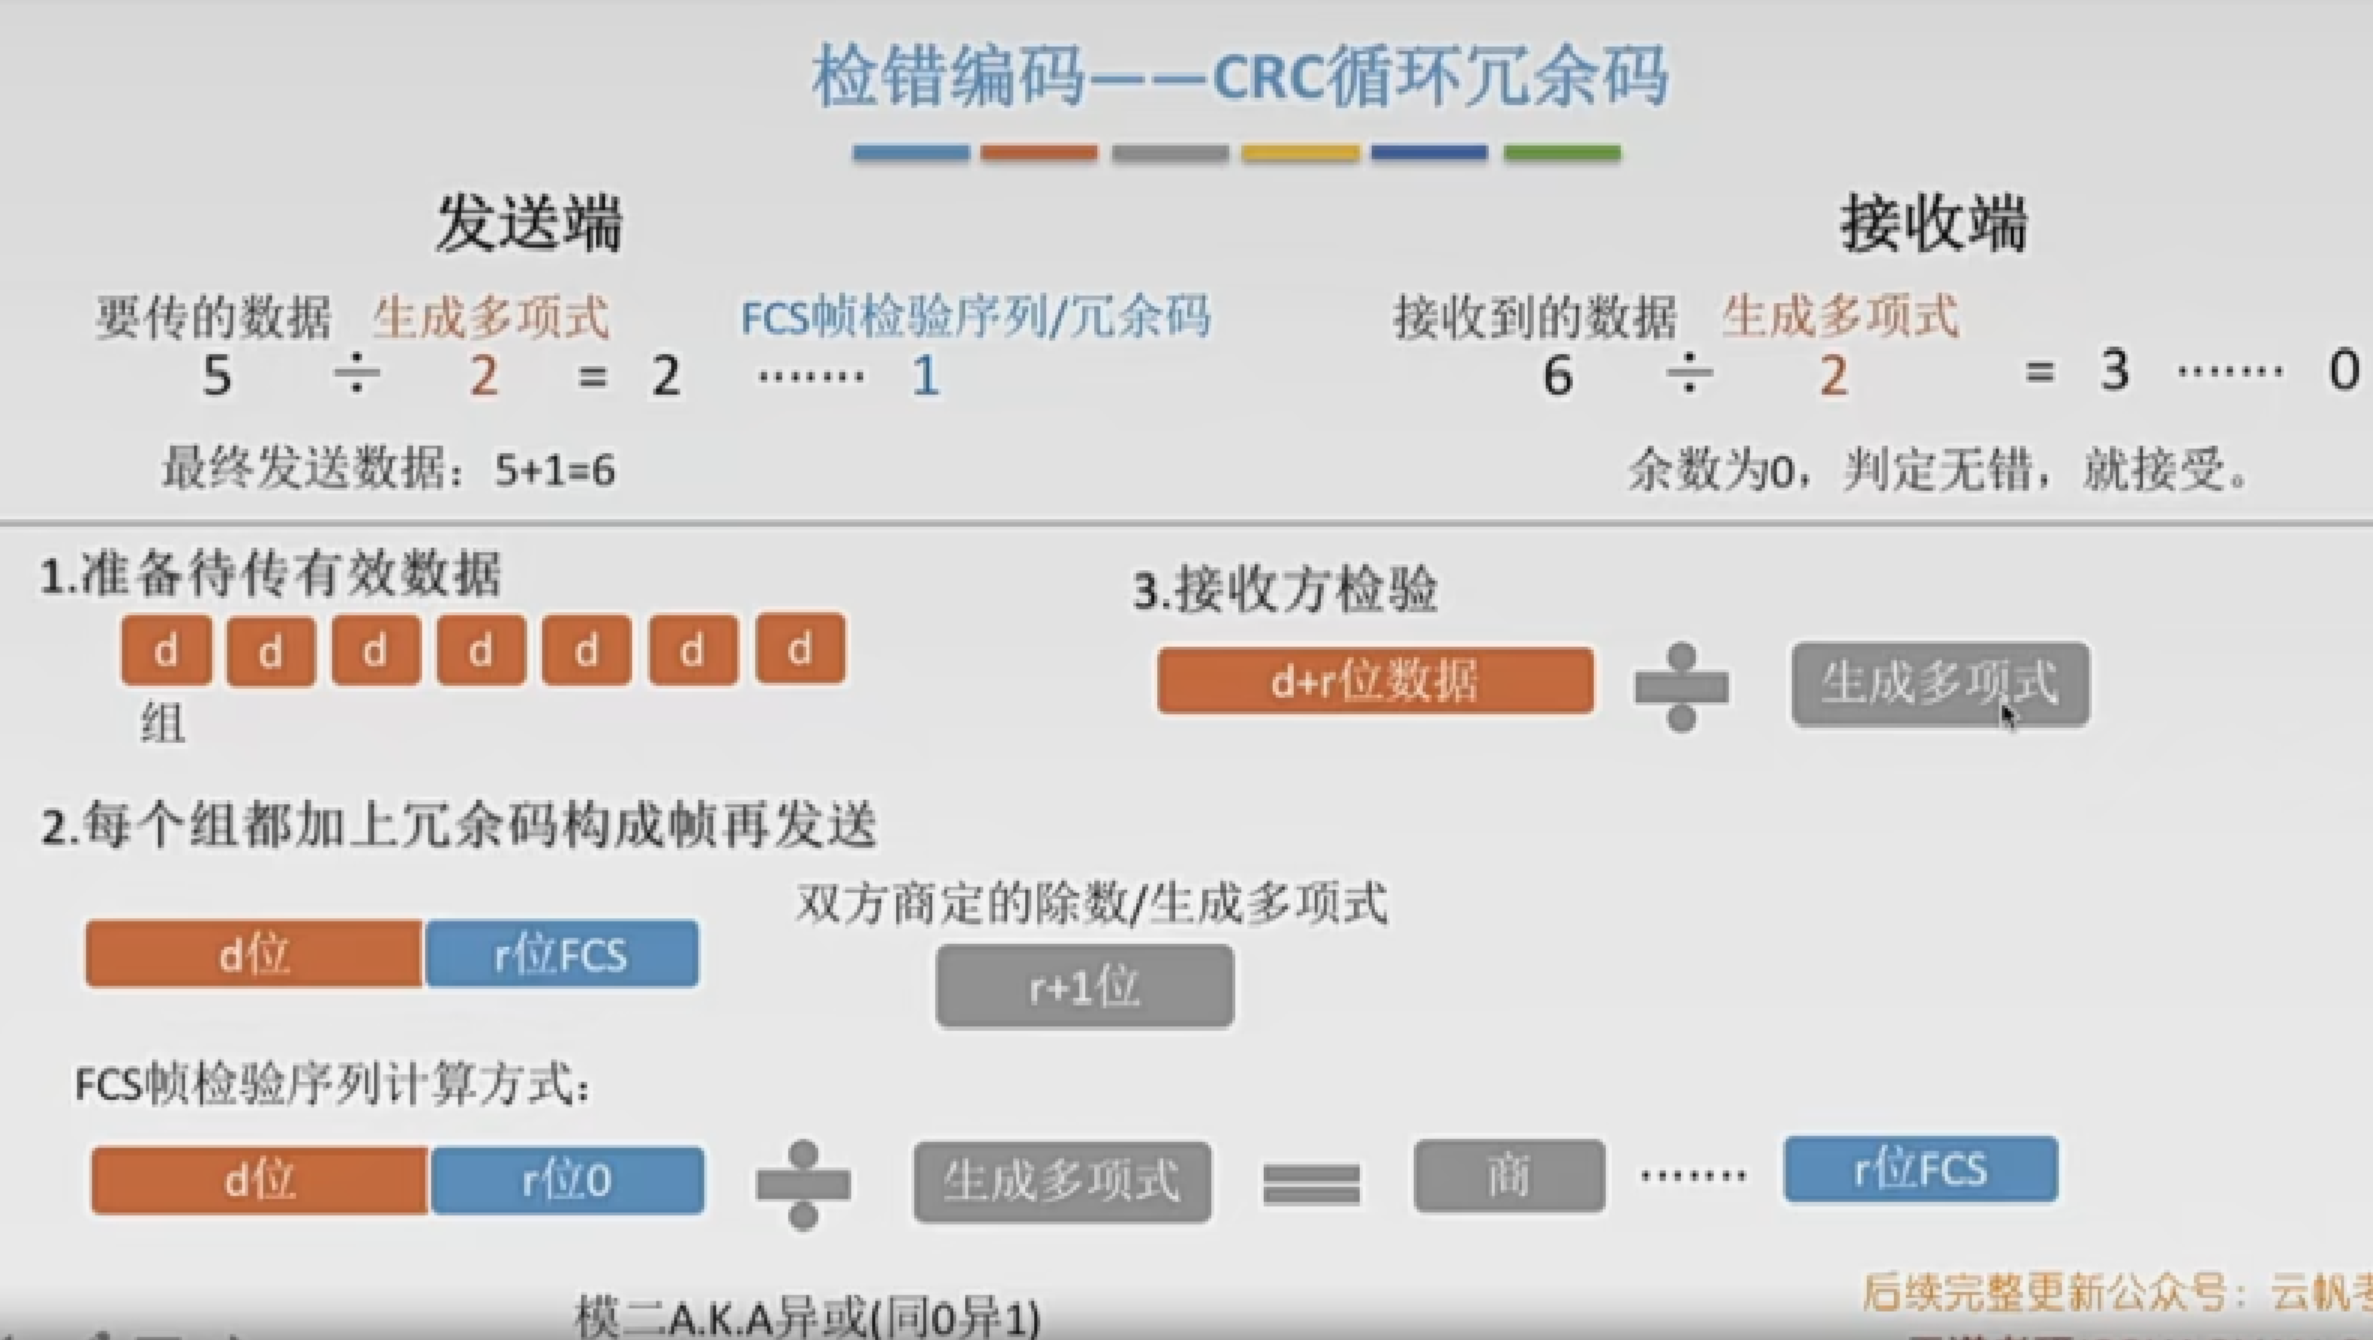 检错编码——CRC循环冗余码
发送端
要传的数据 生成多项式 FCS帧检验序列/冗余码
5 ÷ 2 = 2 ······· 1
最终发送数据：5+1=6
接收端
接收到的数据 生成多项式
6 ÷ 2 = 3 ······· 0
余数为0，判定无错，就接受。
1.准备待传有效数据
d d d d d d d
组
2.每个组都加上冗余码构成帧再发送
d位 r位FCS
双方商定的除数/生成多项式
r+1位
FCS帧检验序列计算方式：
d位 r位0 ÷ 生成多项式 = 商 ······· r位FCS
模二A.K.A异或(同0异1)
3.接收方检验
d+r位数据 ÷ 生成多项式
后续完整更新公众号：云帆考